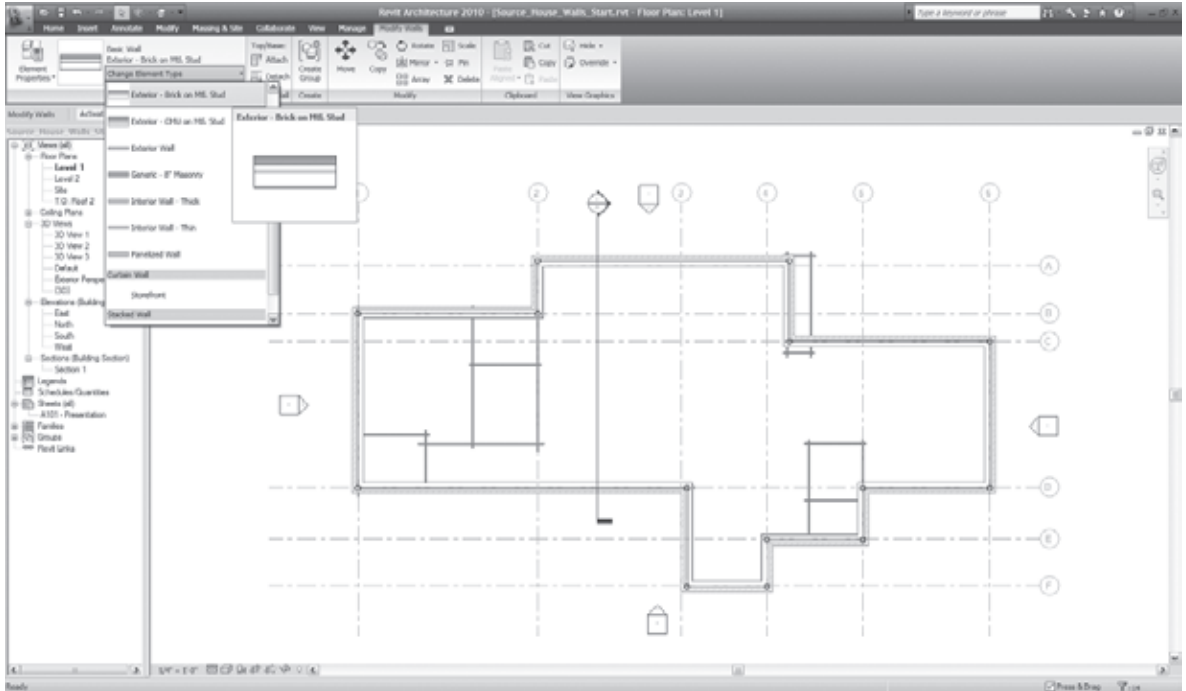 Revit Architecture 2010 - [Source_House_Walls_Start.rvt - Floor Plan: Level 1]
Type a keyword or phrase
Home Insert Annotate Modify Massing & Site Collaborate View Manage Modify Walls
Element Properties
Basic Wall
Exterior - Brick on Mtl. Stud
Change Element Type
Top/Base:
Attach
Detach
Create Group
Move
Copy
Rotate
Scale
Mirror
Pin
Array
Delete
Paste Aligned
Cut
Copy
Paste
Hide
Override
Create
Modify
Clipboard
View Graphics
Modify Walls
Exterior - Brick on Mtl. Stud
Exterior - CMU on Mtl. Stud
Exterior Wall
Generic - 8" Masonry
Interior Wall - Thick
Interior Wall - Thin
Panelized Wall
Curtain Wall
Storefront
Stacked Wall
Exterior - Brick on Mtl. Stud
Views (all)
Floor Plans
Level 1
Level 2
Site
T.O. Roof 2
Ceiling Plans
3D Views
3D View 1
3D View 2
3D View 3
Default
Exterior
Elevations (Building
East
North
South
West
Sections (Building Section)
Section 1
Legends
Schedules/Quantities
Sheets (all)
A101 - Presentation
Families
Groups
Revit Links
2 3 4 5 6
A
B
C
D
E
F
Ready
Press & Drag